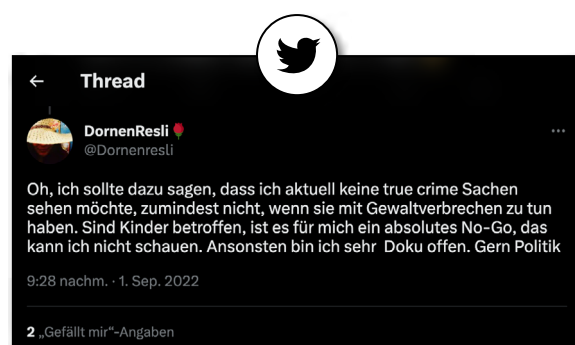 Thread
DornenResli🌹
@Dornenresli
Oh, ich sollte dazu sagen, dass ich aktuell keine true crime Sachen
sehen möchte, zumindest nicht, wenn sie mit Gewaltverbrechen zu tun
haben. Sind Kinder betroffen, ist es für mich ein absolutes No-Go, das
kann ich nicht schauen. Ansonsten bin ich sehr  Doku offen. Gern Politik
9:28 nachm. · 1. Sep. 2022
2 „Gefällt mir“-Angaben